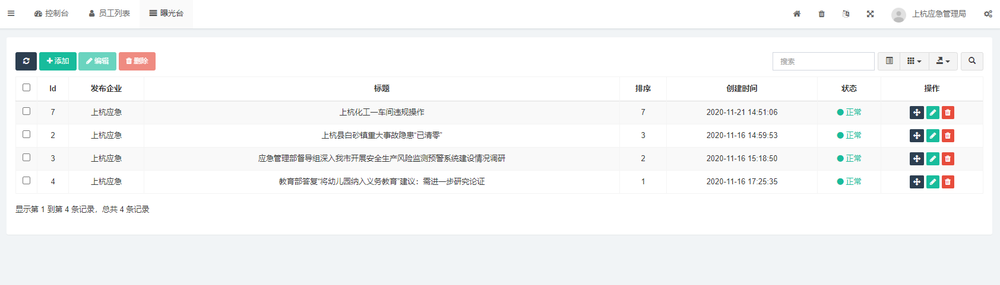 控制台 员工列表 曝光台 上杭应急管理局
添加 编辑 删除 搜索
Id 发布企业 标题 排序 创建时间 状态 操作
7 上杭应急 上杭化工一车间违规操作 7 2020-11-21 14:51:06 正常
2 上杭应急 上杭县白砂镇重大事故隐患“已清零” 3 2020-11-16 14:59:53 正常
3 上杭应急 应急管理部督导组深入我市开展安全生产风险监测预警系统建设情况调研 2 2020-11-16 15:18:50 正常
4 上杭应急 教育部答复“将幼儿园纳入义务教育”建议：需进一步研究论证 1 2020-11-16 17:25:35 正常
显示第 1 到第 4 条记录，总共 4 条记录